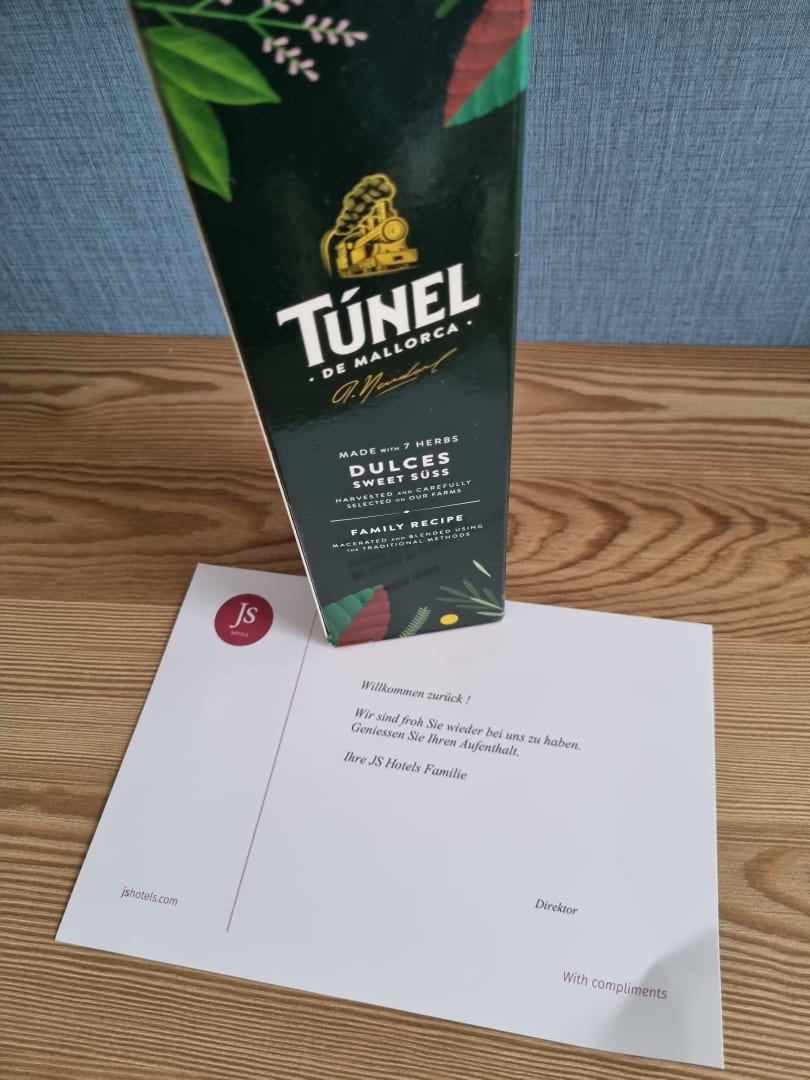 TÚNEL
· DE MALLORCA ·
MADE WITH 7 HERBS
DULCES
SWEET SÜSS
HARVESTED AND CAREFULLY
SELECTED ON OUR FARMS
FAMILY RECIPE
MACERATED AND BLENDED USING
THE TRADITIONAL METHODS
JS
HOTELS
Willkommen zurück !
Wir sind froh Sie wieder bei uns zu haben.
Geniessen Sie Ihren Aufenthalt.
Ihre JS Hotels Familie
jshotels.com
Direktor
With compliments